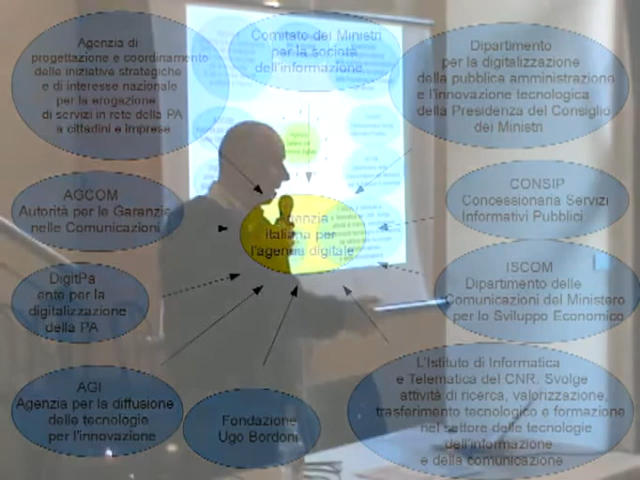 Agenzia di
progettazione e coordinamento
delle iniziative strategiche
e di interesse nazionale
per la erogazione
di servizi in rete della PA
a cittadini e imprese
Comitato dei Ministri
per la società
dell'informazione
Dipartimento
per la digitalizzazione
della pubblica amministrazione
e l'innovazione tecnologica
della Presidenza del Consiglio
dei Ministri
AGCOM
Autorità per le Garanzie
nelle Comunicazioni
Agenzia
italiana per
l'agenda digitale
CONSIP
Concessionaria Servizi
Informativi Pubblici
DigitPa
ente per la
digitalizzazione
della PA
ISCOM
Dipartimento delle
Comunicazioni del Ministero
per lo Sviluppo Economico
AGI
Agenzia per la diffusione
delle tecnologie
per l'innovazione
Fondazione
Ugo Bordoni
L'Istituto di Informatica
e Telematica del CNR. Svolge
attività di ricerca, valorizzazione,
trasferimento tecnologico e formazione
nel settore delle tecnologie
dell'informazione
e della comunicazione